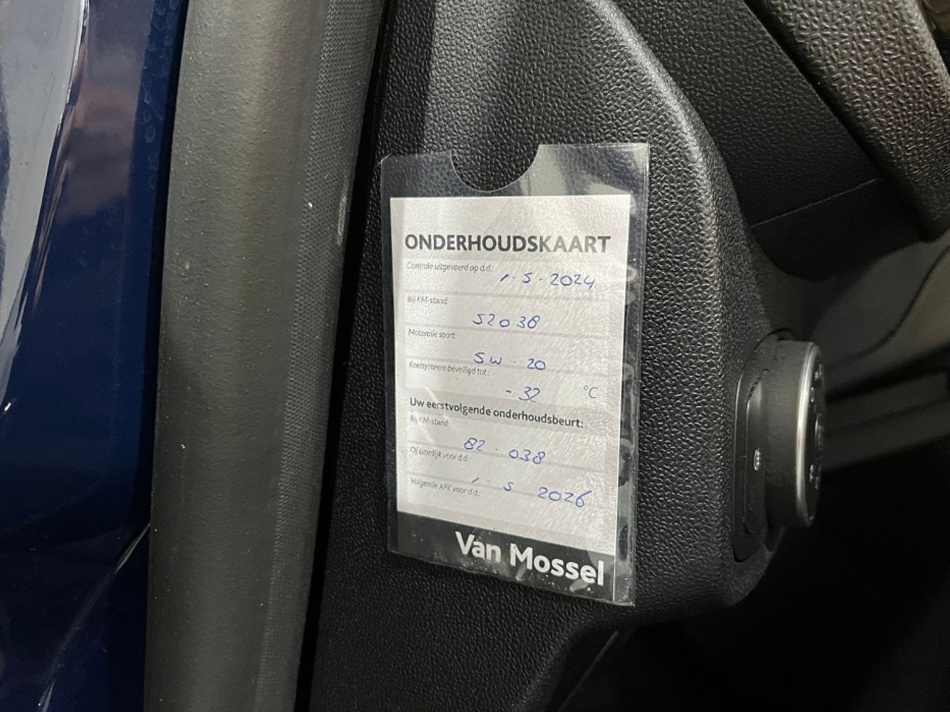 ONDERHOUDSKAART
Controle uitgevoerd op d.d.:
1-5-2024
Bij KM-stand:
52038
Motorolie soort:
5W-20
Koelsysteem beveiligd tot:
-32 °C
Uw eerstvolgende onderhoudsbeurt:
Bij KM-stand:
82.038
Of uiterlijk voor d.d.:
1-5 2026
Volgende APK voor d.d.:
Van Mossel